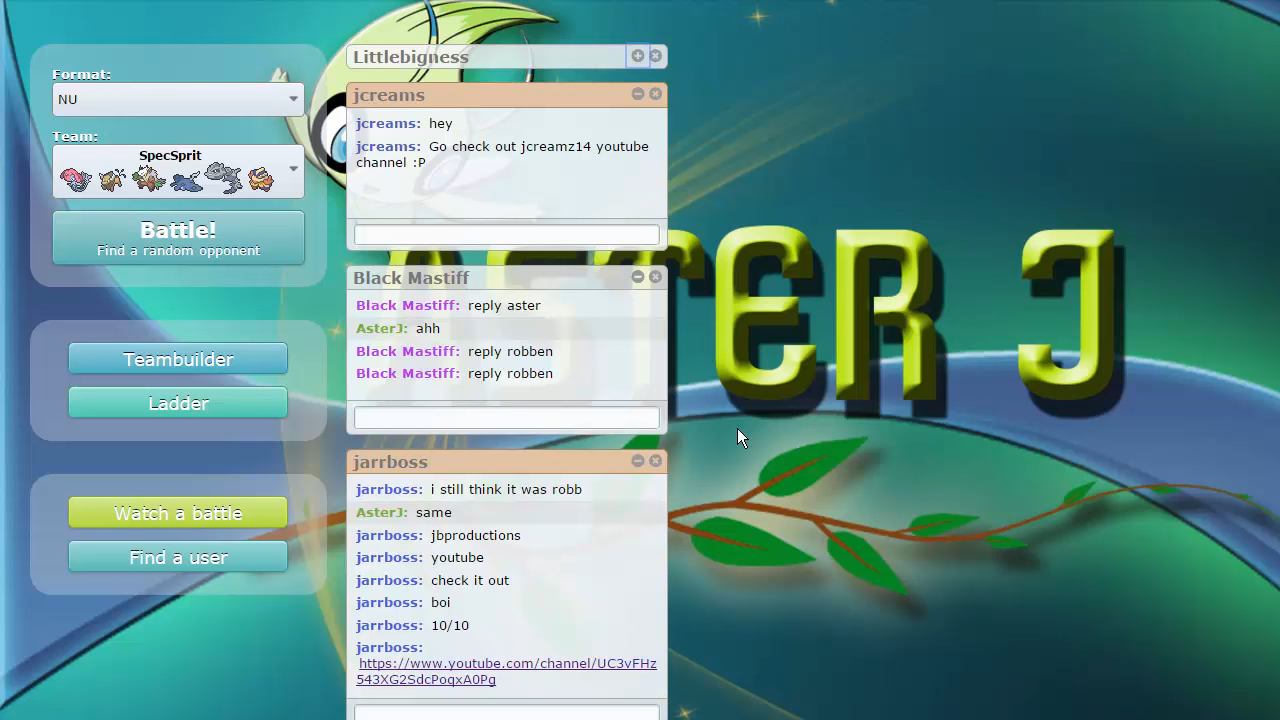 Format:
NU
Team:
SpecSprit
Battle!
Find a random opponent
Teambuilder
Ladder
Watch a battle
Find a user
Littlebigness
jcreams
jcreams: hey
jcreams: Go check out jcreamz14 youtube
channel :P
Black Mastiff
Black Mastiff: reply aster
AsterJ: ahh
Black Mastiff: reply robben
Black Mastiff: reply robben
jarrboss
jarrboss: i still think it was robb
AsterJ: same
jarrboss: jbproductions
jarrboss: youtube
jarrboss: check it out
jarrboss: boi
jarrboss: 10/10
jarrboss:
https://www.youtube.com/channel/UC3vFHz
543XG2SdcPoqxA0Pg
ASTER J